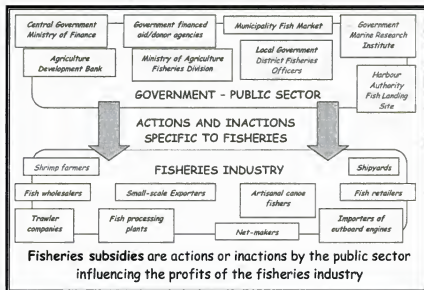 Central Government
Ministry of Finance
Government financed
aid/donor agencies
Municipality Fish Market
Government
Marine Research
Institute
Agriculture
Development Bank
Ministry of Agriculture
Fisheries Division
Local Government
District Fisheries
Officers
Harbour
Authority
Fish Landing
Site
GOVERNMENT – PUBLIC SECTOR
ACTIONS AND INACTIONS
SPECIFIC TO FISHERIES
Shrimp farmers
FISHERIES INDUSTRY
Shipyards
Fish wholesalers
Small-scale Exporters
Artisanal canoe
fishers
Fish retailers
Trawler
companies
Fish processing
plants
Net-makers
Importers of
outboard engines
Fisheries subsidies are actions or inactions by the public sector
influencing the profits of the fisheries industry